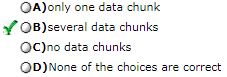 A) only one data chunk
B) several data chunks
C) no data chunks
D) None of the choices are correct